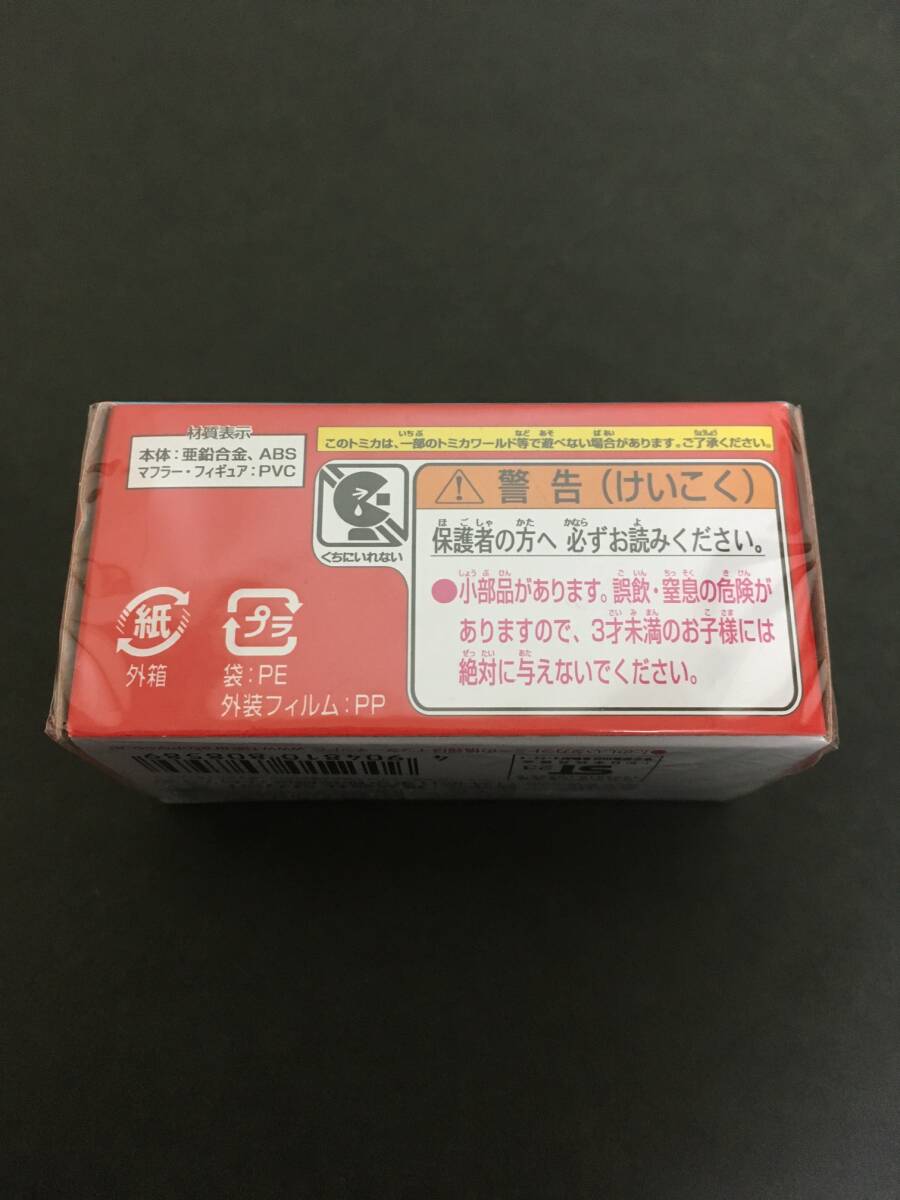 材質表示
本体：亜鉛合金、ABS
マフラー・フィギュア：PVC
このトミカは、一部のトミカワールド等で遊べない場合があります。ご了承ください。
くちにいれない
警告（けいこく）
保護者の方へ 必ずお読みください。
●小部品があります。誤飲・窒息の危険が
ありますので、3才未満のお子様には
絶対に与えないでください。
紙
外箱
プラ
袋：PE
外装フィルム：PP
ST